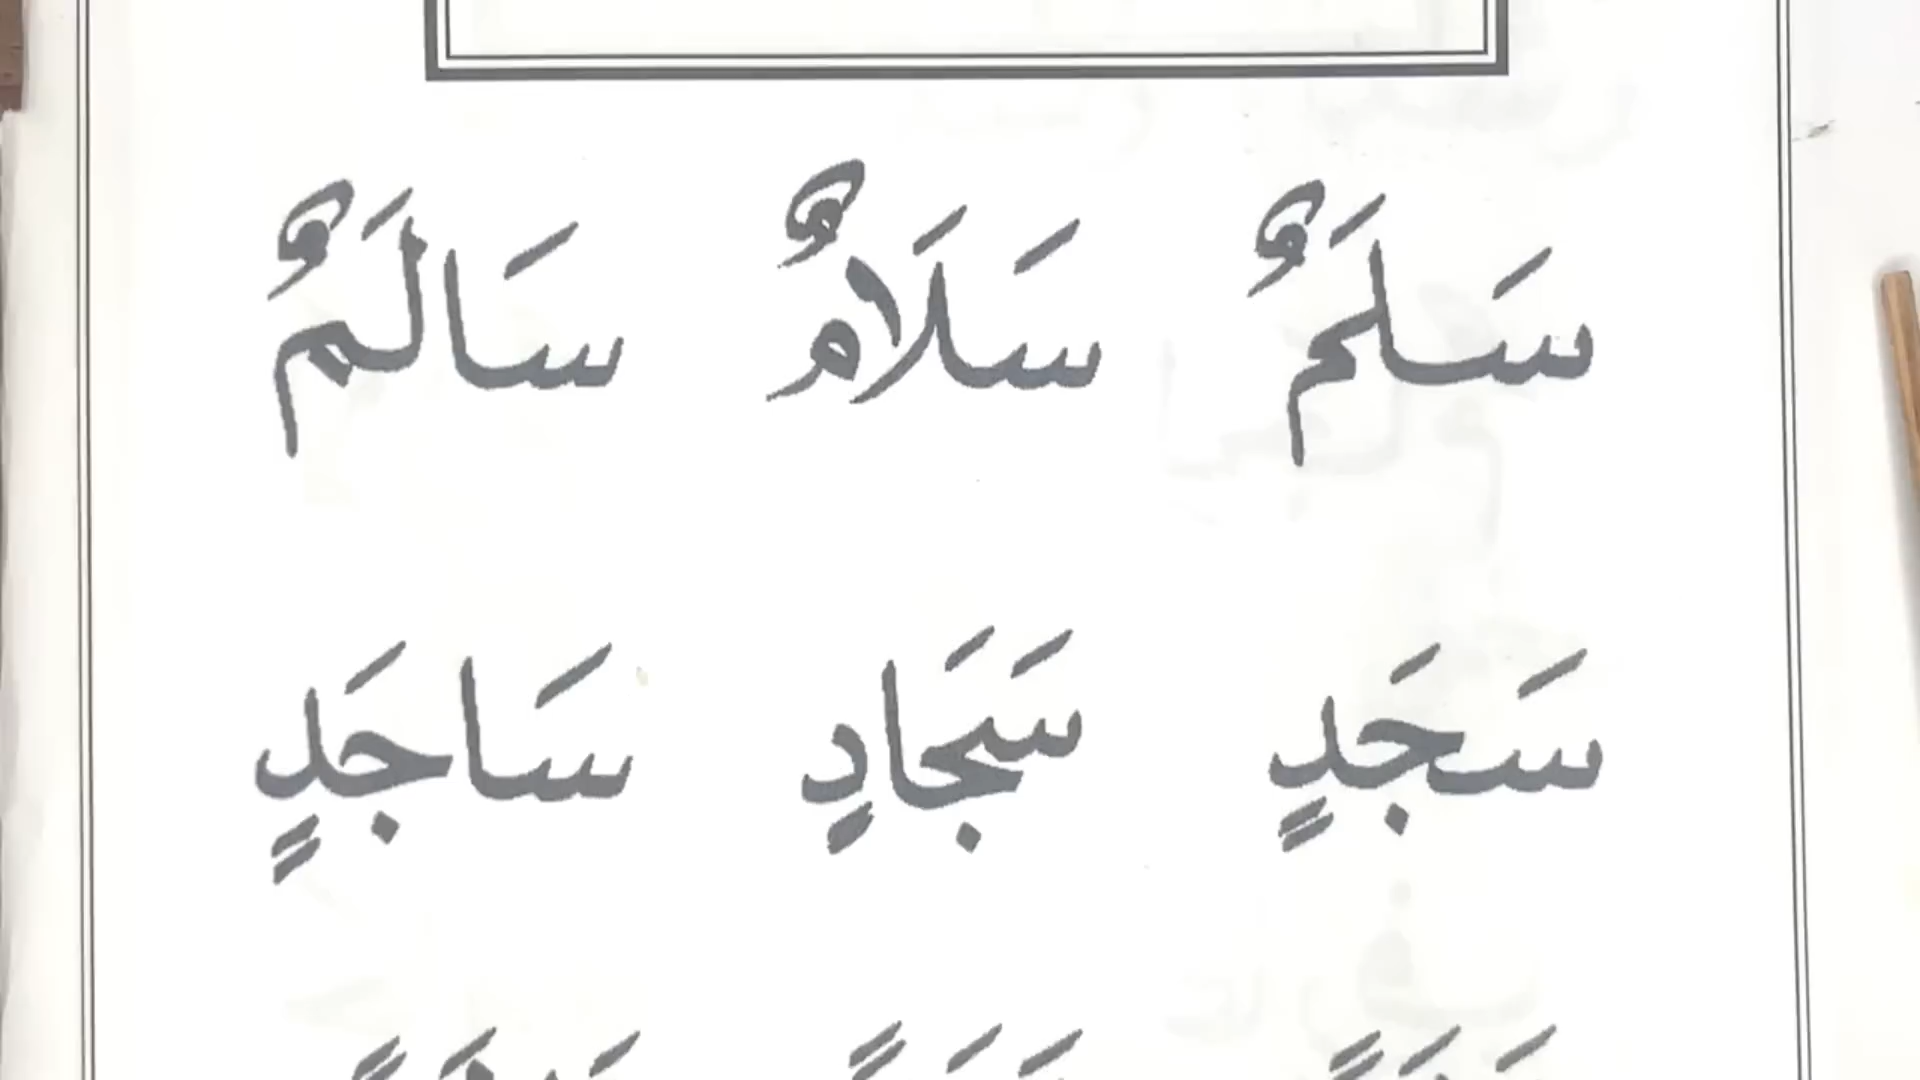 سَلَمٌ سَلَامٌ سَالَمٌ
سَجَدٍ سَجَادٍ سَاجَدٍ